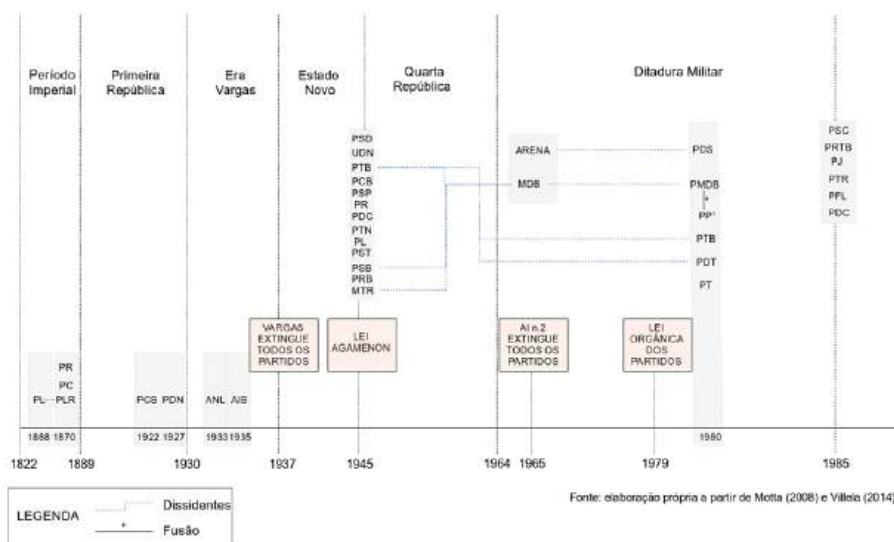 Período
Imperial
Primeira
República
Era
Vargas
Estado
Novo
Quarta
República
Ditadura Militar
PSD
UDN
PTB
PCB
PSP
PR
PDC
PTN
PL
PST
PSB
PRB
MTR
ARENA
MDB
PDS
PMDB
PP¹
PTB
PDT
PT
PSC
PRTB
PJ
PTR
PFL
PDC
VARGAS
EXTINGUE
TODOS OS
PARTIDOS
LEI
AGAMENON
AI n.2
EXTINGUE
TODOS OS
PARTIDOS
LEI
ORGÂNICA
DOS
PARTIDOS
PR
PC
PL PLR
PCB PDN
ANL AIB
1868 1870
1922 1927
1933 1935
1980
1822 1889 1930 1937 1945 1964 1965 1979 1985
LEGENDA
Dissidentes
Fusão
Fonte: elaboração própria a partir de Motta (2008) e Villela (2014)